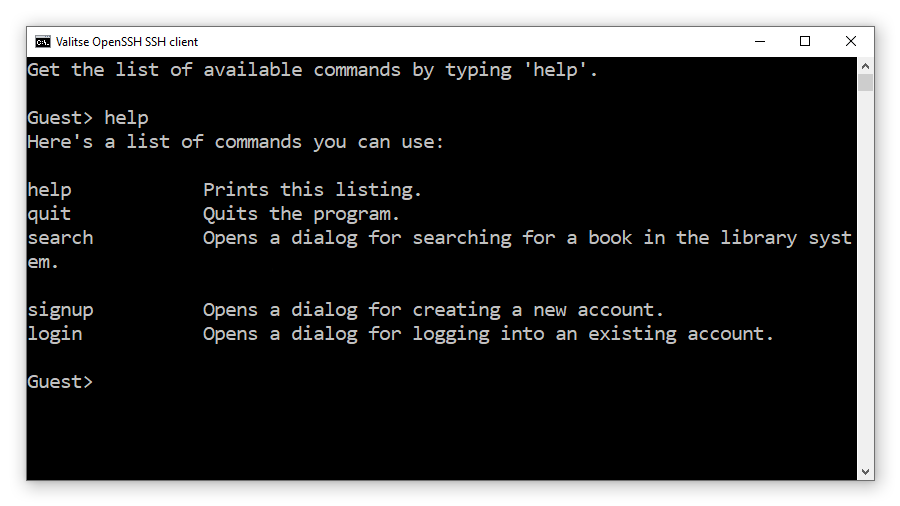 Valitse OpenSSH SSH client
Get the list of available commands by typing 'help'.
Guest> help
Here's a list of commands you can use:
help            Prints this listing.
quit            Quits the program.
search          Opens a dialog for searching for a book in the library syst
em.
signup          Opens a dialog for creating a new account.
login           Opens a dialog for logging into an existing account.
Guest>